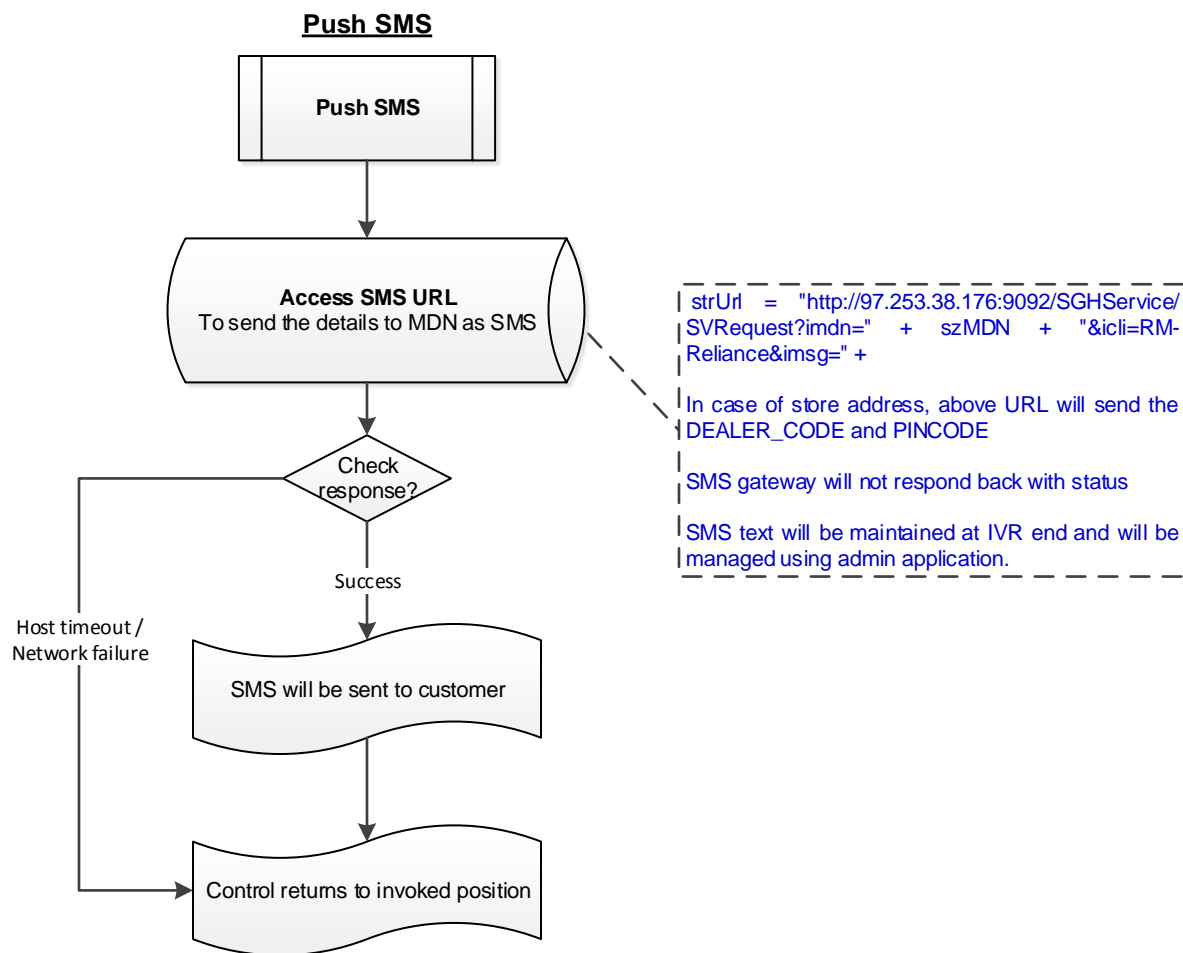 Push SMS
Push SMS
Access SMS URL
To send the details to MDN as SMS
strUrl = "http://97.253.38.176:9092/SGHService/
SVRequest?imdn=" + szMDN + "&icli=RM-
Reliance&imsg=" +
In case of store address, above URL will send the
DEALER_CODE and PINCODE
SMS gateway will not respond back with status
SMS text will be maintained at IVR end and will be
managed using admin application.
Check
response?
Success
Host timeout /
Network failure
SMS will be sent to customer
Control returns to invoked position